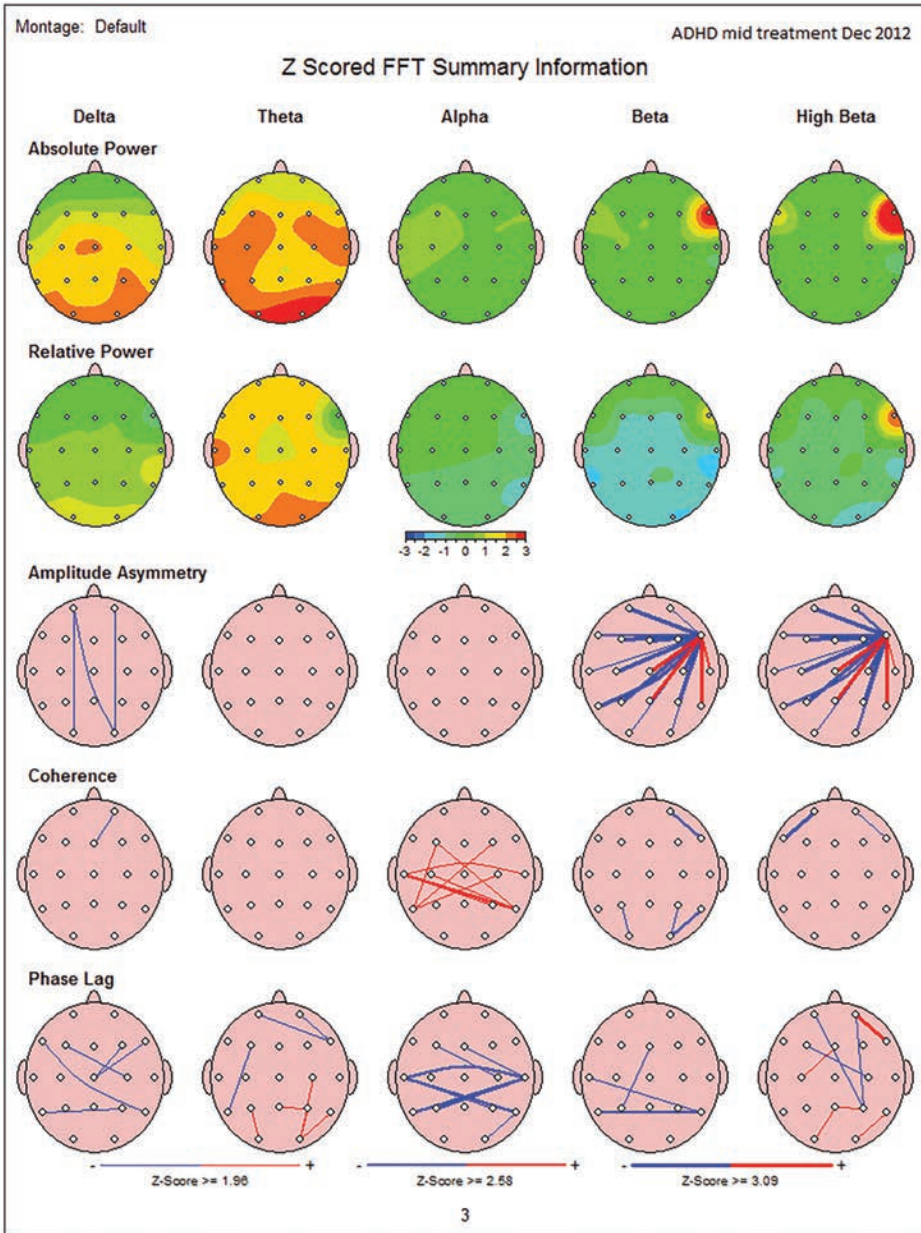 Montage: Default
ADHD mid treatment Dec 2012
Z Scored FFT Summary Information
Delta Theta Alpha Beta High Beta
Absolute Power
Relative Power
-3 -2 -1 0 1 2 3
Amplitude Asymmetry
Coherence
Phase Lag
- + - + - +
Z-Score >= 1.96 Z-Score >= 2.58 Z-Score >= 3.09
3